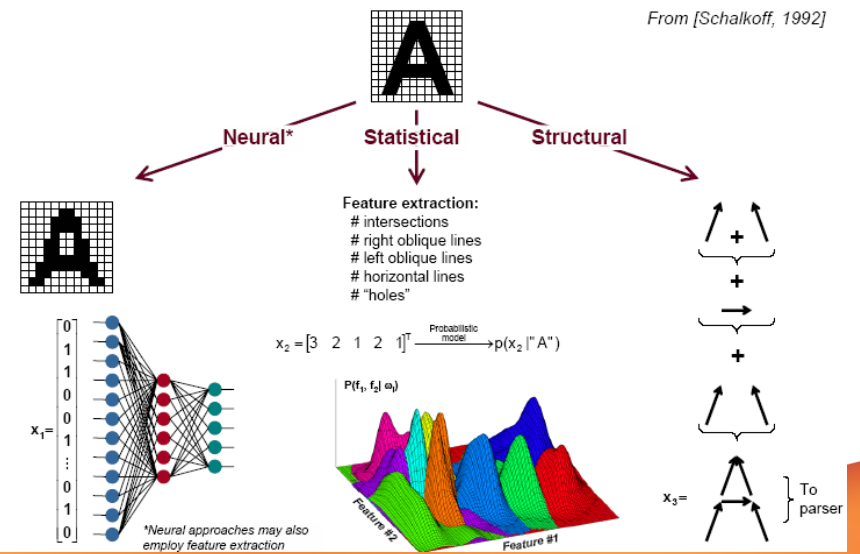 From [Schalkoff, 1992]
A
Neural*
Statistical
Structural
A
Feature extraction:
# intersections
# right oblique lines
# left oblique lines
# horizontal lines
# "holes"
x₂ = [3 2 1 2 1]ᵀ Probabilistic model → p(x₂ |"A")
P(f₁, f₂| ωᵢ)
Feature #2
Feature #1
x₁=
0
1
1
0
0
1
⋮
0
1
0
*Neural approaches may also
employ feature extraction
+
+
+
x₃=
To
parser